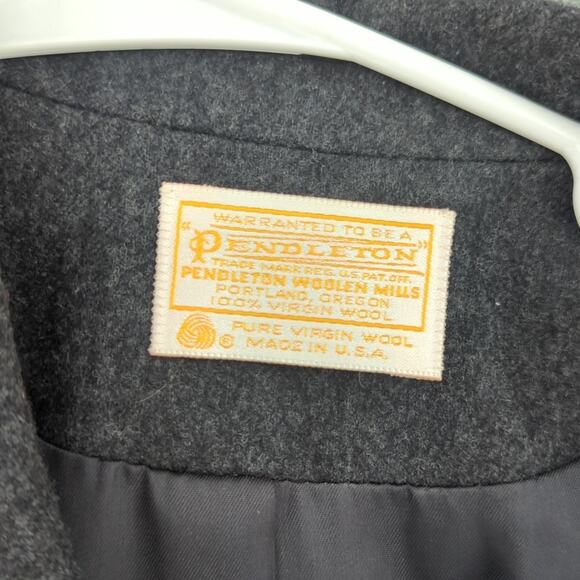 WARRANTED TO BE A
"PENDLETON"
TRADE MARK REG. U.S. PAT. OFF.
PENDLETON WOOLEN MILLS
PORTLAND, OREGON
100% VIRGIN WOOL
PURE VIRGIN WOOL
© MADE IN U.S.A.